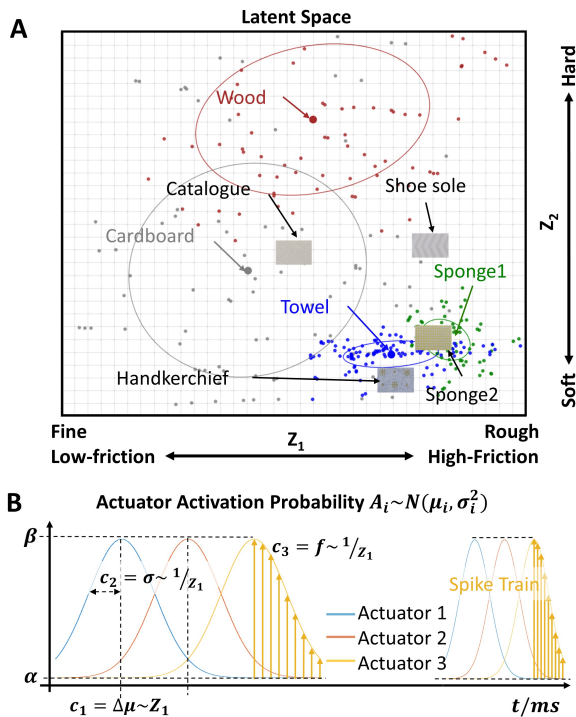 A
Latent Space
Wood
Catalogue
Shoe sole
Cardboard
Sponge1
Towel
Handkerchief
Sponge2
Hard
Z₂
Soft
Fine
Z₁
Rough
Low-friction
High-Friction
B
Actuator Activation Probability Aᵢ~N(μᵢ, σᵢ²)
β
c₃ = f~ ¹/Z₁
c₂ = σ~ ¹/Z₁
Spike Train
Actuator 1
Actuator 2
Actuator 3
α
c₁ = Δμ~Z₁
t/ms